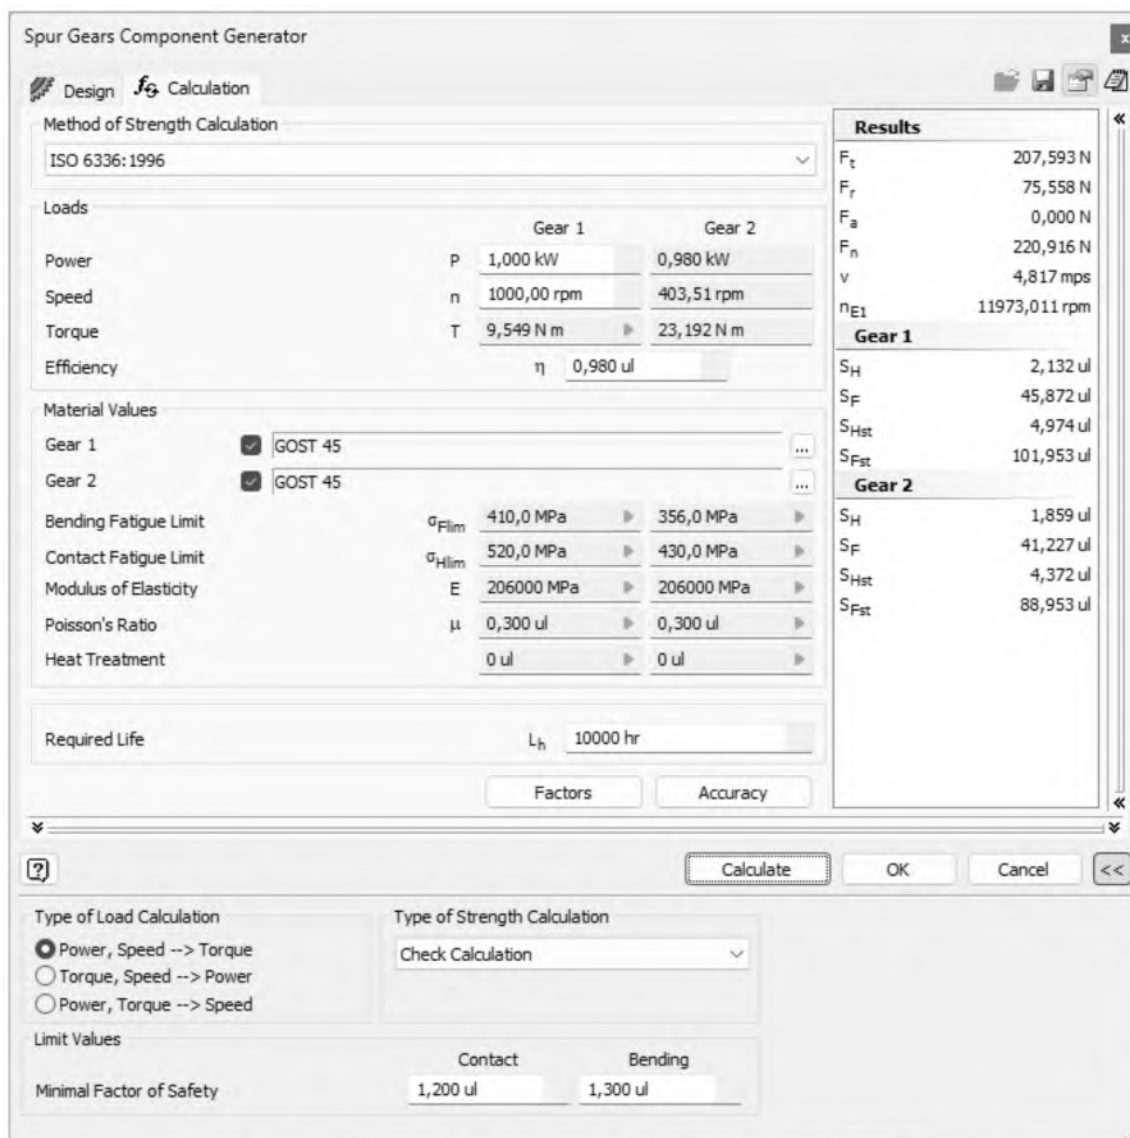 Spur Gears Component Generator
x
Design
fG Calculation
Method of Strength Calculation
ISO 6336:1996
Loads
Gear 1 Gear 2
Power P 1,000 kW 0,980 kW
Speed n 1000,00 rpm 403,51 rpm
Torque T 9,549 N m 23,192 N m
Efficiency η 0,980 ul
Material Values
Gear 1 GOST 45 ...
Gear 2 GOST 45 ...
Bending Fatigue Limit σFlim 410,0 MPa 356,0 MPa
Contact Fatigue Limit σHlim 520,0 MPa 430,0 MPa
Modulus of Elasticity E 206000 MPa 206000 MPa
Poisson's Ratio μ 0,300 ul 0,300 ul
Heat Treatment 0 ul 0 ul
Required Life Lh 10000 hr
Factors Accuracy
Results
Ft 207,593 N
Fr 75,558 N
Fa 0,000 N
Fn 220,916 N
v 4,817 mps
nE1 11973,011 rpm
Gear 1
SH 2,132 ul
SF 45,872 ul
SHst 4,974 ul
SFst 101,953 ul
Gear 2
SH 1,859 ul
SF 41,227 ul
SHst 4,372 ul
SFst 88,953 ul
? Calculate OK Cancel <<
Type of Load Calculation
Power, Speed --> Torque
Torque, Speed --> Power
Power, Torque --> Speed
Type of Strength Calculation
Check Calculation
Limit Values
Contact Bending
Minimal Factor of Safety 1,200 ul 1,300 ul